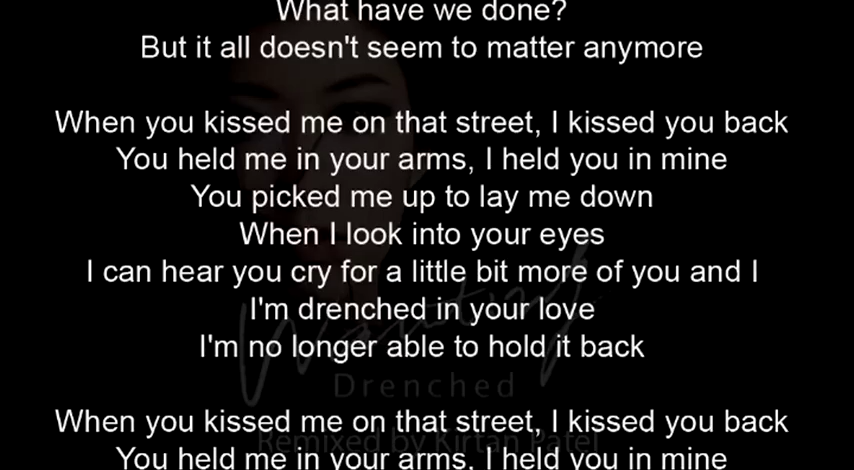 What have we done?
But it all doesn't seem to matter anymore
When you kissed me on that street, I kissed you back
You held me in your arms, I held you in mine
You picked me up to lay me down
When I look into your eyes
I can hear you cry for a little bit more of you and I
I'm drenched in your love
I'm no longer able to hold it back
Wanting
Drenched
When you kissed me on that street, I kissed you back
Remixed by Kirtan Patel
You held me in your arms, I held you in mine